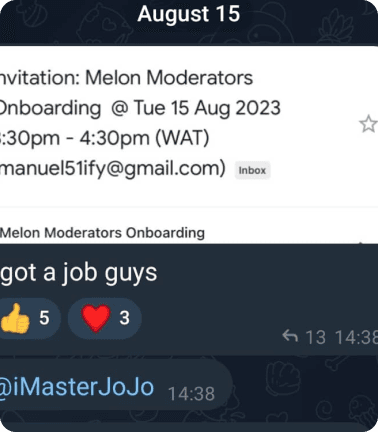 August 15
nvitation: Melon Moderators
Onboarding @ Tue 15 Aug 2023
:30pm - 4:30pm (WAT)
manuel51ify@gmail.com) Inbox
Melon Moderators Onboarding
got a job guys
5 3
13 14:38
@iMasterJoJo 14:38